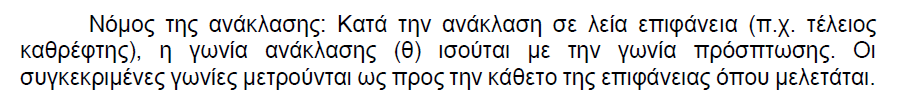 Νόμος της ανάκλασης: Κατά την ανάκλαση σε λεία επιφάνεια (π.χ. τέλειος
καθρέφτης), η γωνία ανάκλασης (θ) ισούται με την γωνία πρόσπτωσης. Οι
συγκεκριμένες γωνίες μετρούνται ως προς την κάθετο της επιφάνειας όπου μελετάται.